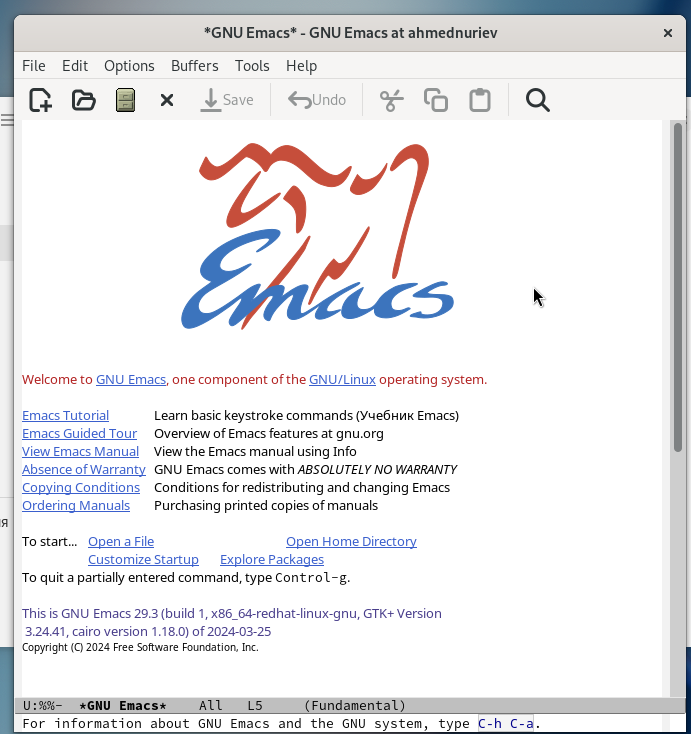 *GNU Emacs* - GNU Emacs at ahmednuriev
File Edit Options Buffers Tools Help
Save Undo
Emacs
Welcome to GNU Emacs, one component of the GNU/Linux operating system.
Emacs Tutorial Learn basic keystroke commands (Учебник Emacs)
Emacs Guided Tour Overview of Emacs features at gnu.org
View Emacs Manual View the Emacs manual using Info
Absence of Warranty GNU Emacs comes with ABSOLUTELY NO WARRANTY
Copying Conditions Conditions for redistributing and changing Emacs
Ordering Manuals Purchasing printed copies of manuals
ия
To start... Open a File Open Home Directory
Customize Startup Explore Packages
To quit a partially entered command, type Control-g.
This is GNU Emacs 29.3 (build 1, x86_64-redhat-linux-gnu, GTK+ Version
3.24.41, cairo version 1.18.0) of 2024-03-25
Copyright (C) 2024 Free Software Foundation, Inc.
U:%%- *GNU Emacs* All L5 (Fundamental)
For information about GNU Emacs and the GNU system, type C-h C-a.